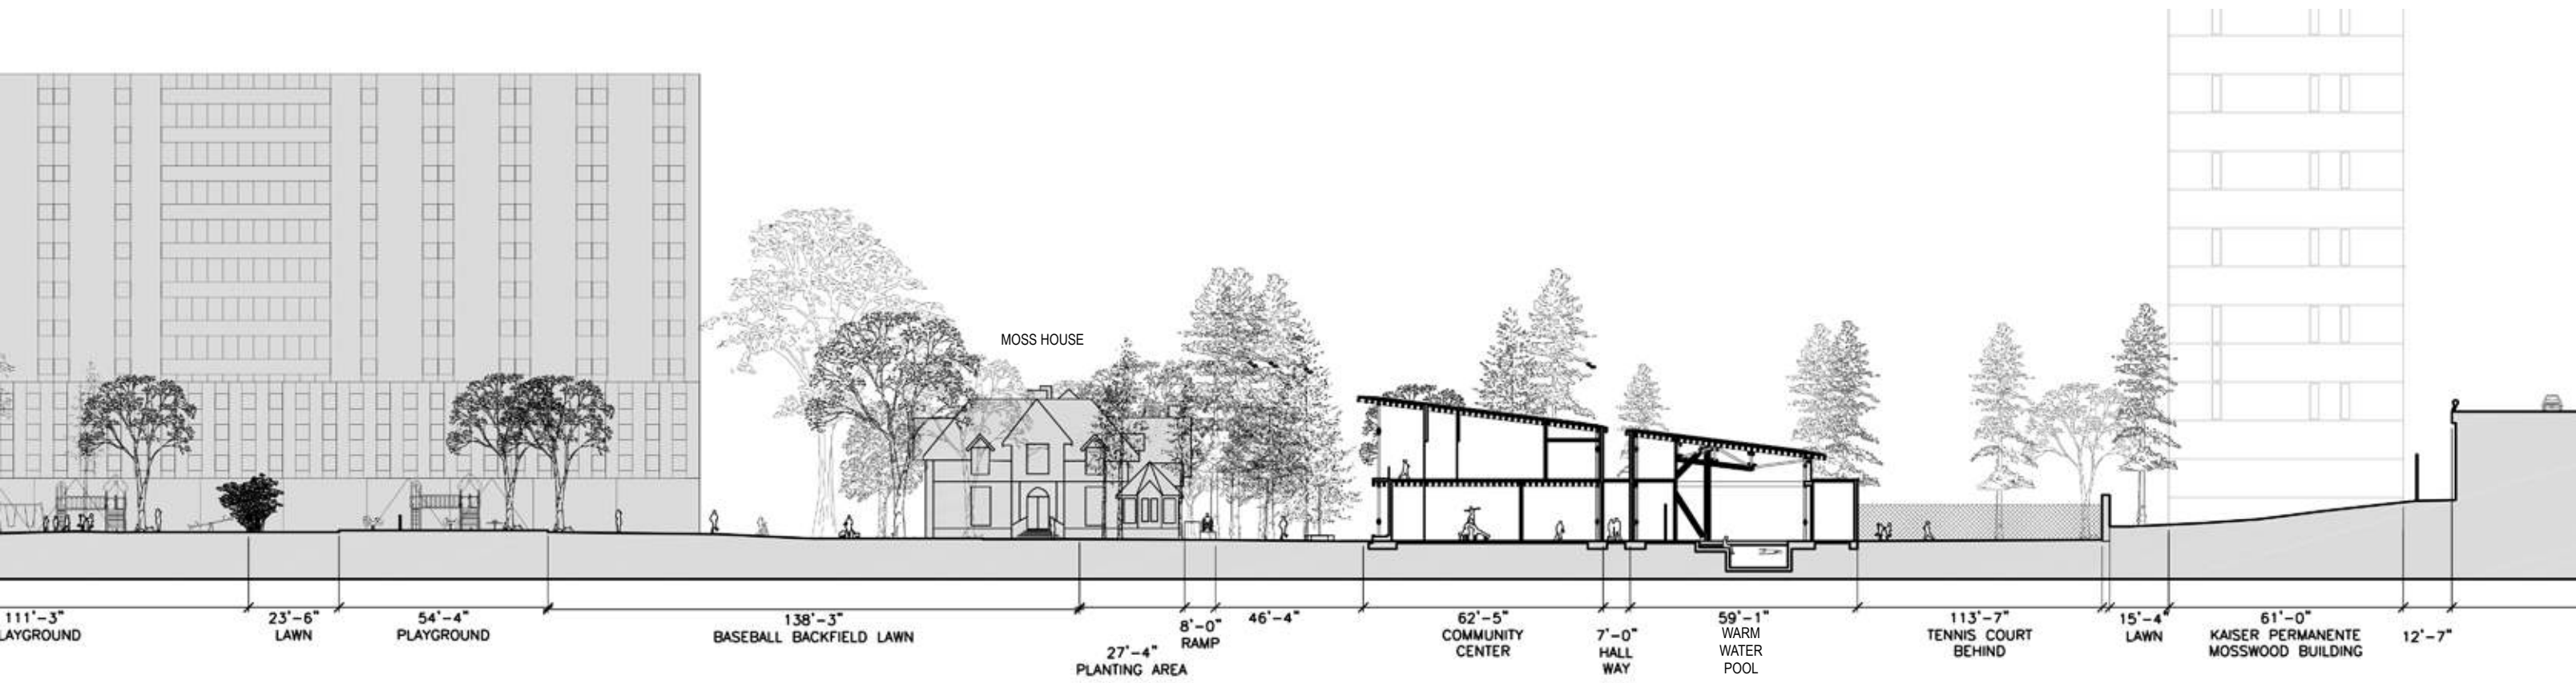 MOSS HOUSE
111'-3"
LAYGROUND
23'-6"
LAWN
54'-4"
PLAYGROUND
138'-3"
BASEBALL BACKFIELD LAWN
27'-4"
PLANTING AREA
8'-0"
RAMP
46'-4"
62'-5"
COMMUNITY
CENTER
7'-0"
HALL
WAY
59'-1"
WARM
WATER
POOL
113'-7"
TENNIS COURT
BEHIND
15'-4"
LAWN
61'-0"
KAISER PERMANENTE
MOSSWOOD BUILDING
12'-7"